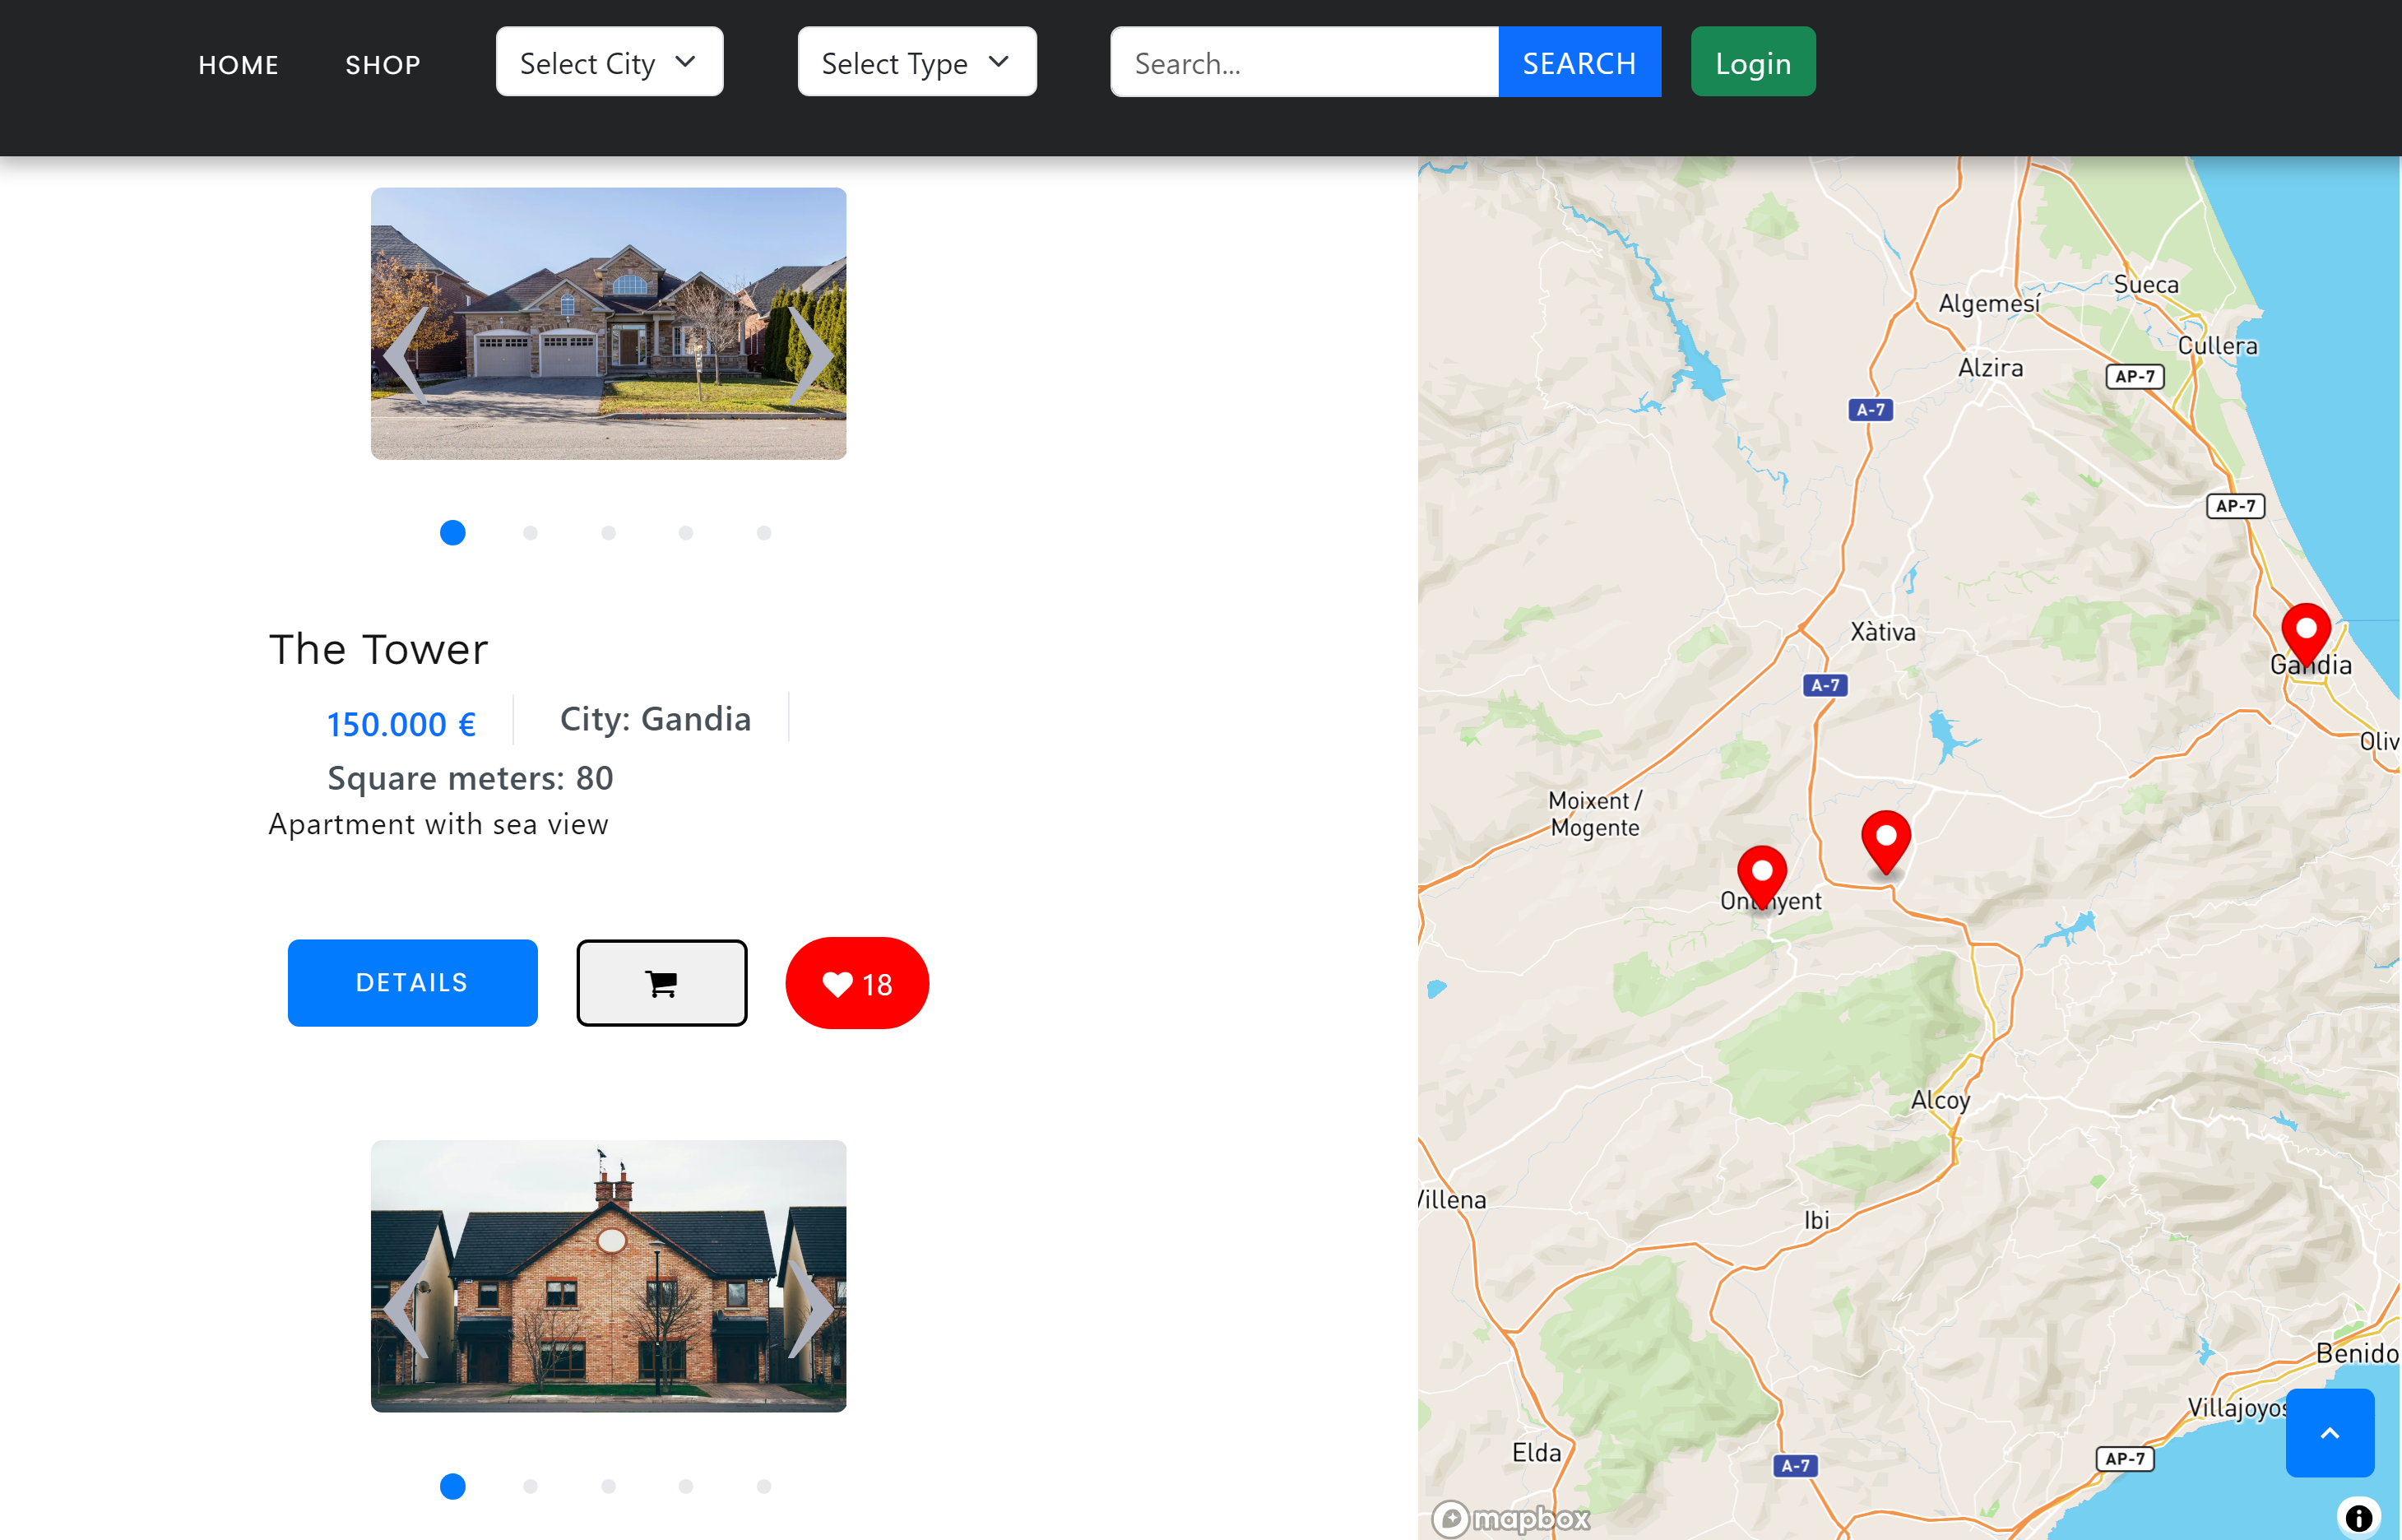 HOME
SHOP
Select City
Select Type
Search...
SEARCH
Login
The Tower
150.000 €
City: Gandia
Square meters: 80
Apartment with sea view
DETAILS
18
Sueca
Algemesí
Cullera
Alzira
AP-7
A-7
AP-7
Xàtiva
Gandia
A-7
Oliv
Moixent /
Mogente
Ontinyent
Alcoy
Villena
Ibi
Benido
Villajoyos
Elda
AP-7
A-7
mapbox